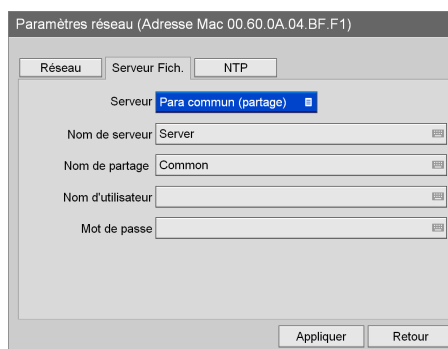 Paramètres réseau (Adresse Mac 00.60.0A.04.BF.F1)
Réseau Serveur Fich. NTP
Serveur Para commun (partage)
Nom de serveur Server
Nom de partage Common
Nom d'utilisateur
Mot de passe
Appliquer Retour